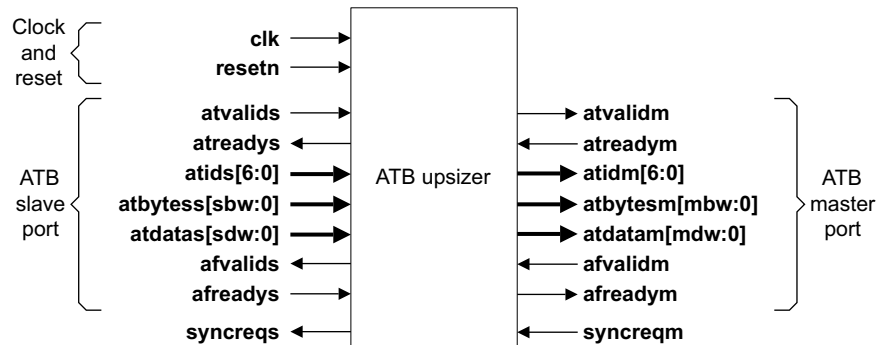 Clock
and
reset
clk
resetn
ATB
slave
port
atvalids
atreadys
atids[6:0]
atbytess[sbw:0]
atdatas[sdw:0]
afvalids
afreadys
syncreqs
ATB upsizer
atvalidm
atreadym
atidm[6:0]
atbytesm[mbw:0]
atdatam[mdw:0]
afvalidm
afreadym
syncreqm
ATB
master
port